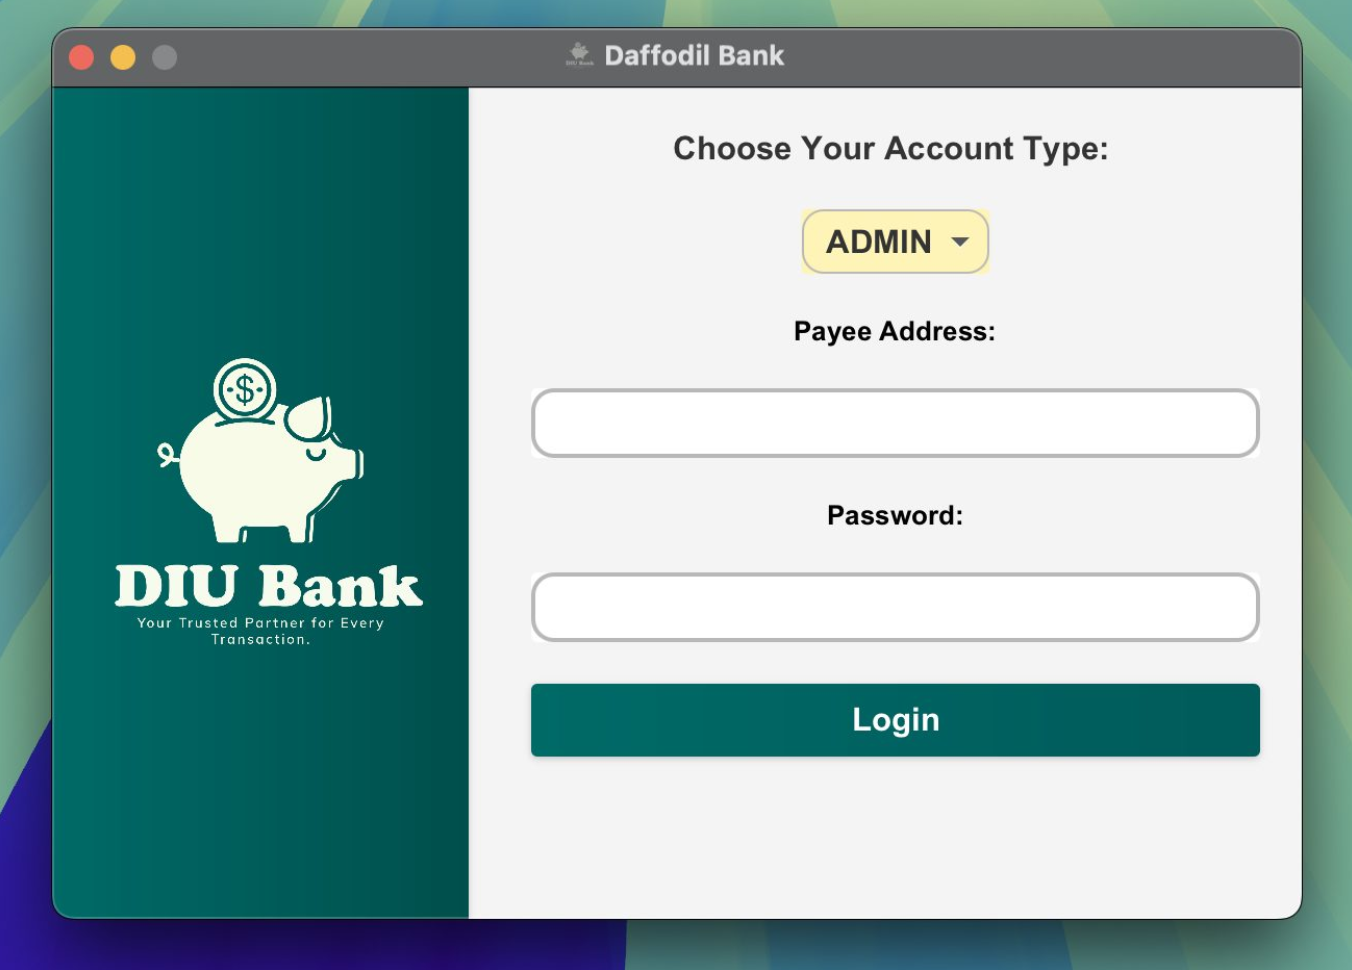 Daffodil Bank
Choose Your Account Type:
ADMIN
Payee Address:
Password:
Login
$
DIU Bank
Your Trusted Partner for Every
Transaction.